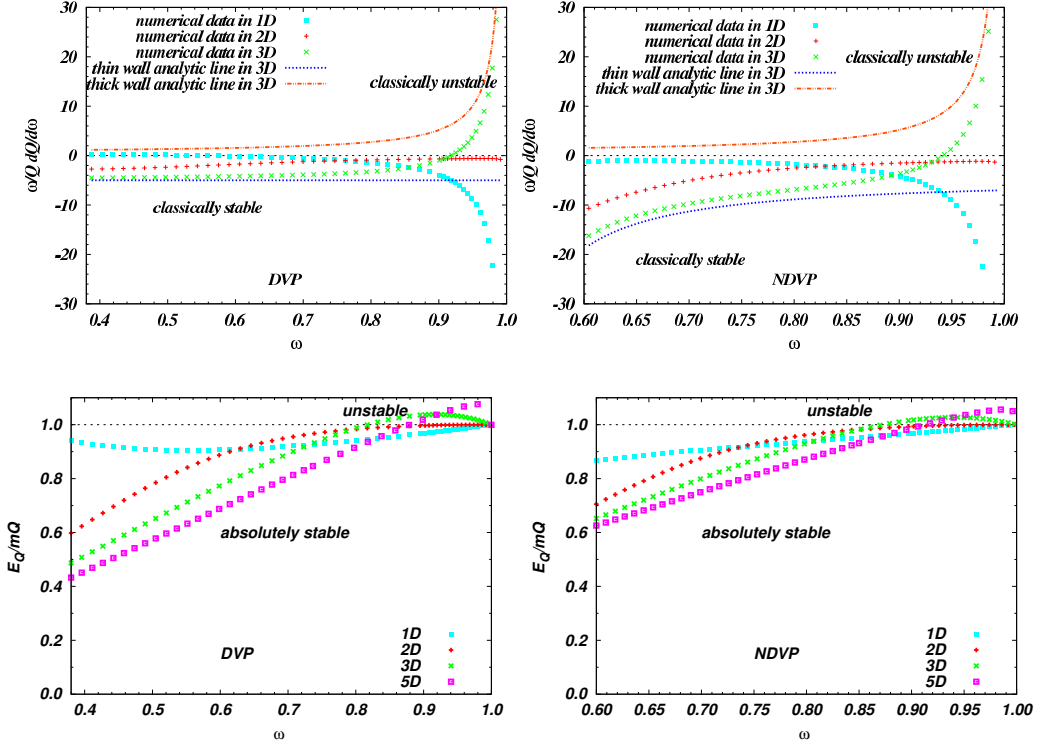 30
20
10
0
-10
-20
-30
ω/Q dQ/dω
numerical data in 1D
numerical data in 2D
numerical data in 3D
thin wall analytic line in 3D
thick wall analytic line in 3D
classically unstable
classically stable
DVP
0.4 0.5 0.6 0.7 0.8 0.9 1.0
ω
30
20
10
0
-10
-20
-30
ω/Q dQ/dω
numerical data in 1D
numerical data in 2D
numerical data in 3D
thin wall analytic line in 3D
thick wall analytic line in 3D
classically unstable
classically stable
NDVP
0.60 0.65 0.70 0.75 0.80 0.85 0.90 0.95 1.00
ω
1.0
0.8
0.6
0.4
0.2
0.0
E_Q/mQ
unstable
absolutely stable
DVP
1D
2D
3D
5D
0.4 0.5 0.6 0.7 0.8 0.9 1.0
ω
1.0
0.8
0.6
0.4
0.2
0.0
E_Q/mQ
unstable
absolutely stable
NDVP
1D
2D
3D
5D
0.60 0.65 0.70 0.75 0.80 0.85 0.90 0.95 1.00
ω